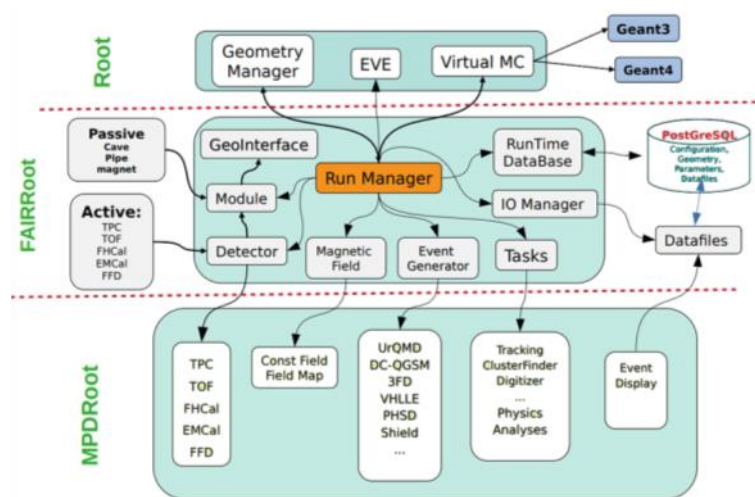 Root
Geometry
Manager
EVE
Virtual MC
Geant3
Geant4
FAIRRoot
Passive
Cave
Pipe
magnet
Active:
TPC
TOF
FHCal
EMCal
FFD
GeoInterface
Module
Detector
Run Manager
Magnetic
Field
Event
Generator
Tasks
RunTime
DataBase
IO Manager
PostGreSQL
Configuration,
Geometry,
Parameters,
Datafiles
Datafiles
MPDRoot
TPC
TOF
FHCal
EMCal
FFD
Const Field
Field Map
UrQMD
DC-QGSM
3FD
VHLLE
PHSD
Shield
...
Tracking
ClusterFinder
Digitizer
...
Physics
Analyses
Event
Display